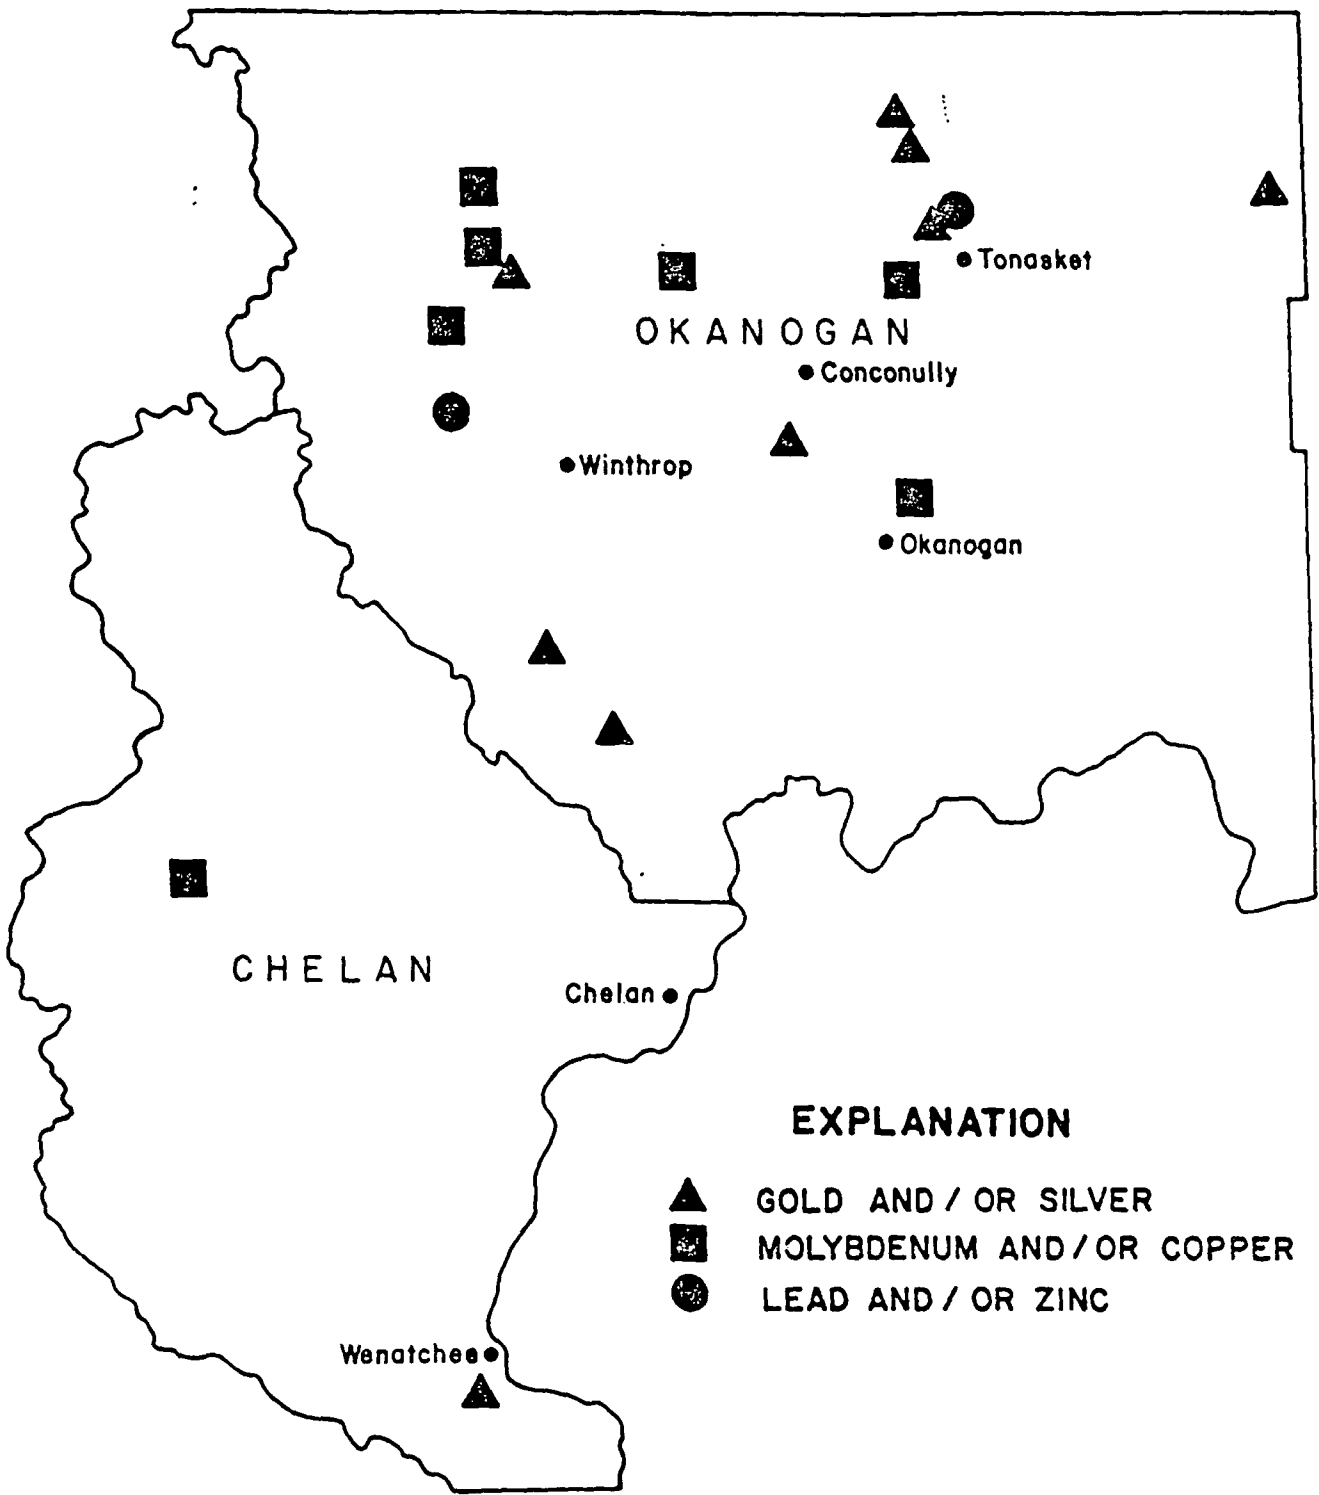 Tonasket
OKANOGAN
Conconully
Winthrop
Okanogan
CHELAN
Chelan
EXPLANATION
GOLD AND/OR SILVER
MOLYBDENUM AND/OR COPPER
LEAD AND/OR ZINC
Wenatchee